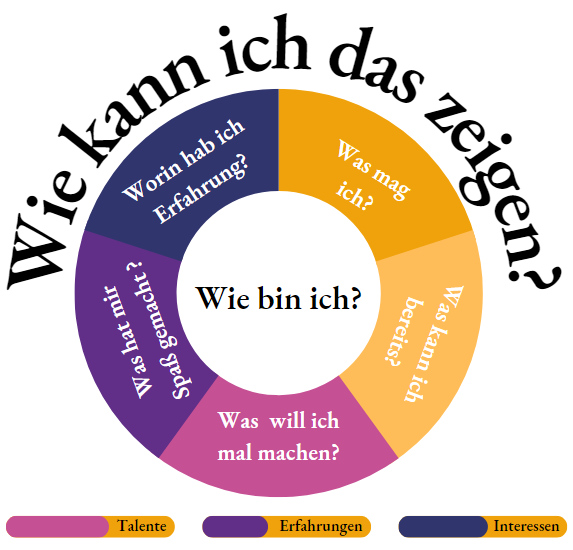 Wie kann ich das zeigen?
Worin hab ich
Erfahrung?
Was mag
ich?
Was hat mir
Spaß gemacht ?
Wie bin ich?
Was kann ich
bereits?
Was will ich
mal machen?
Talente
Erfahrungen
Interessen